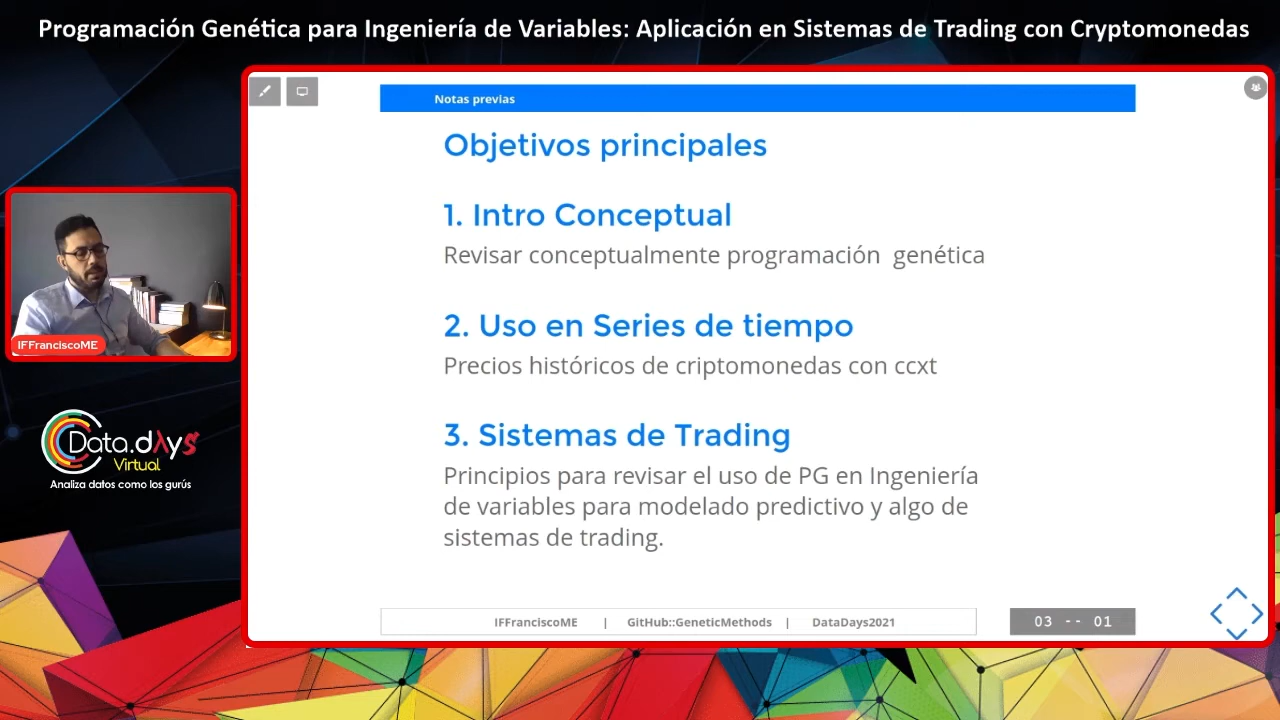 Programación Genética para Ingeniería de Variables: Aplicación en Sistemas de Trading con Cryptomonedas
Notas previas
Objetivos principales
1. Intro Conceptual
Revisar conceptualmente programación  genética
2. Uso en Series de tiempo
Precios históricos de criptomonedas con ccxt
3. Sistemas de Trading
Principios para revisar el uso de PG en Ingeniería
de variables para modelado predictivo y algo de
sistemas de trading.
IFFranciscoME | GitHub::GeneticMethods | DataDays2021
03 -- 01
IFFranciscoME
Data.dAys
Virtual
Analiza datos como los gurús